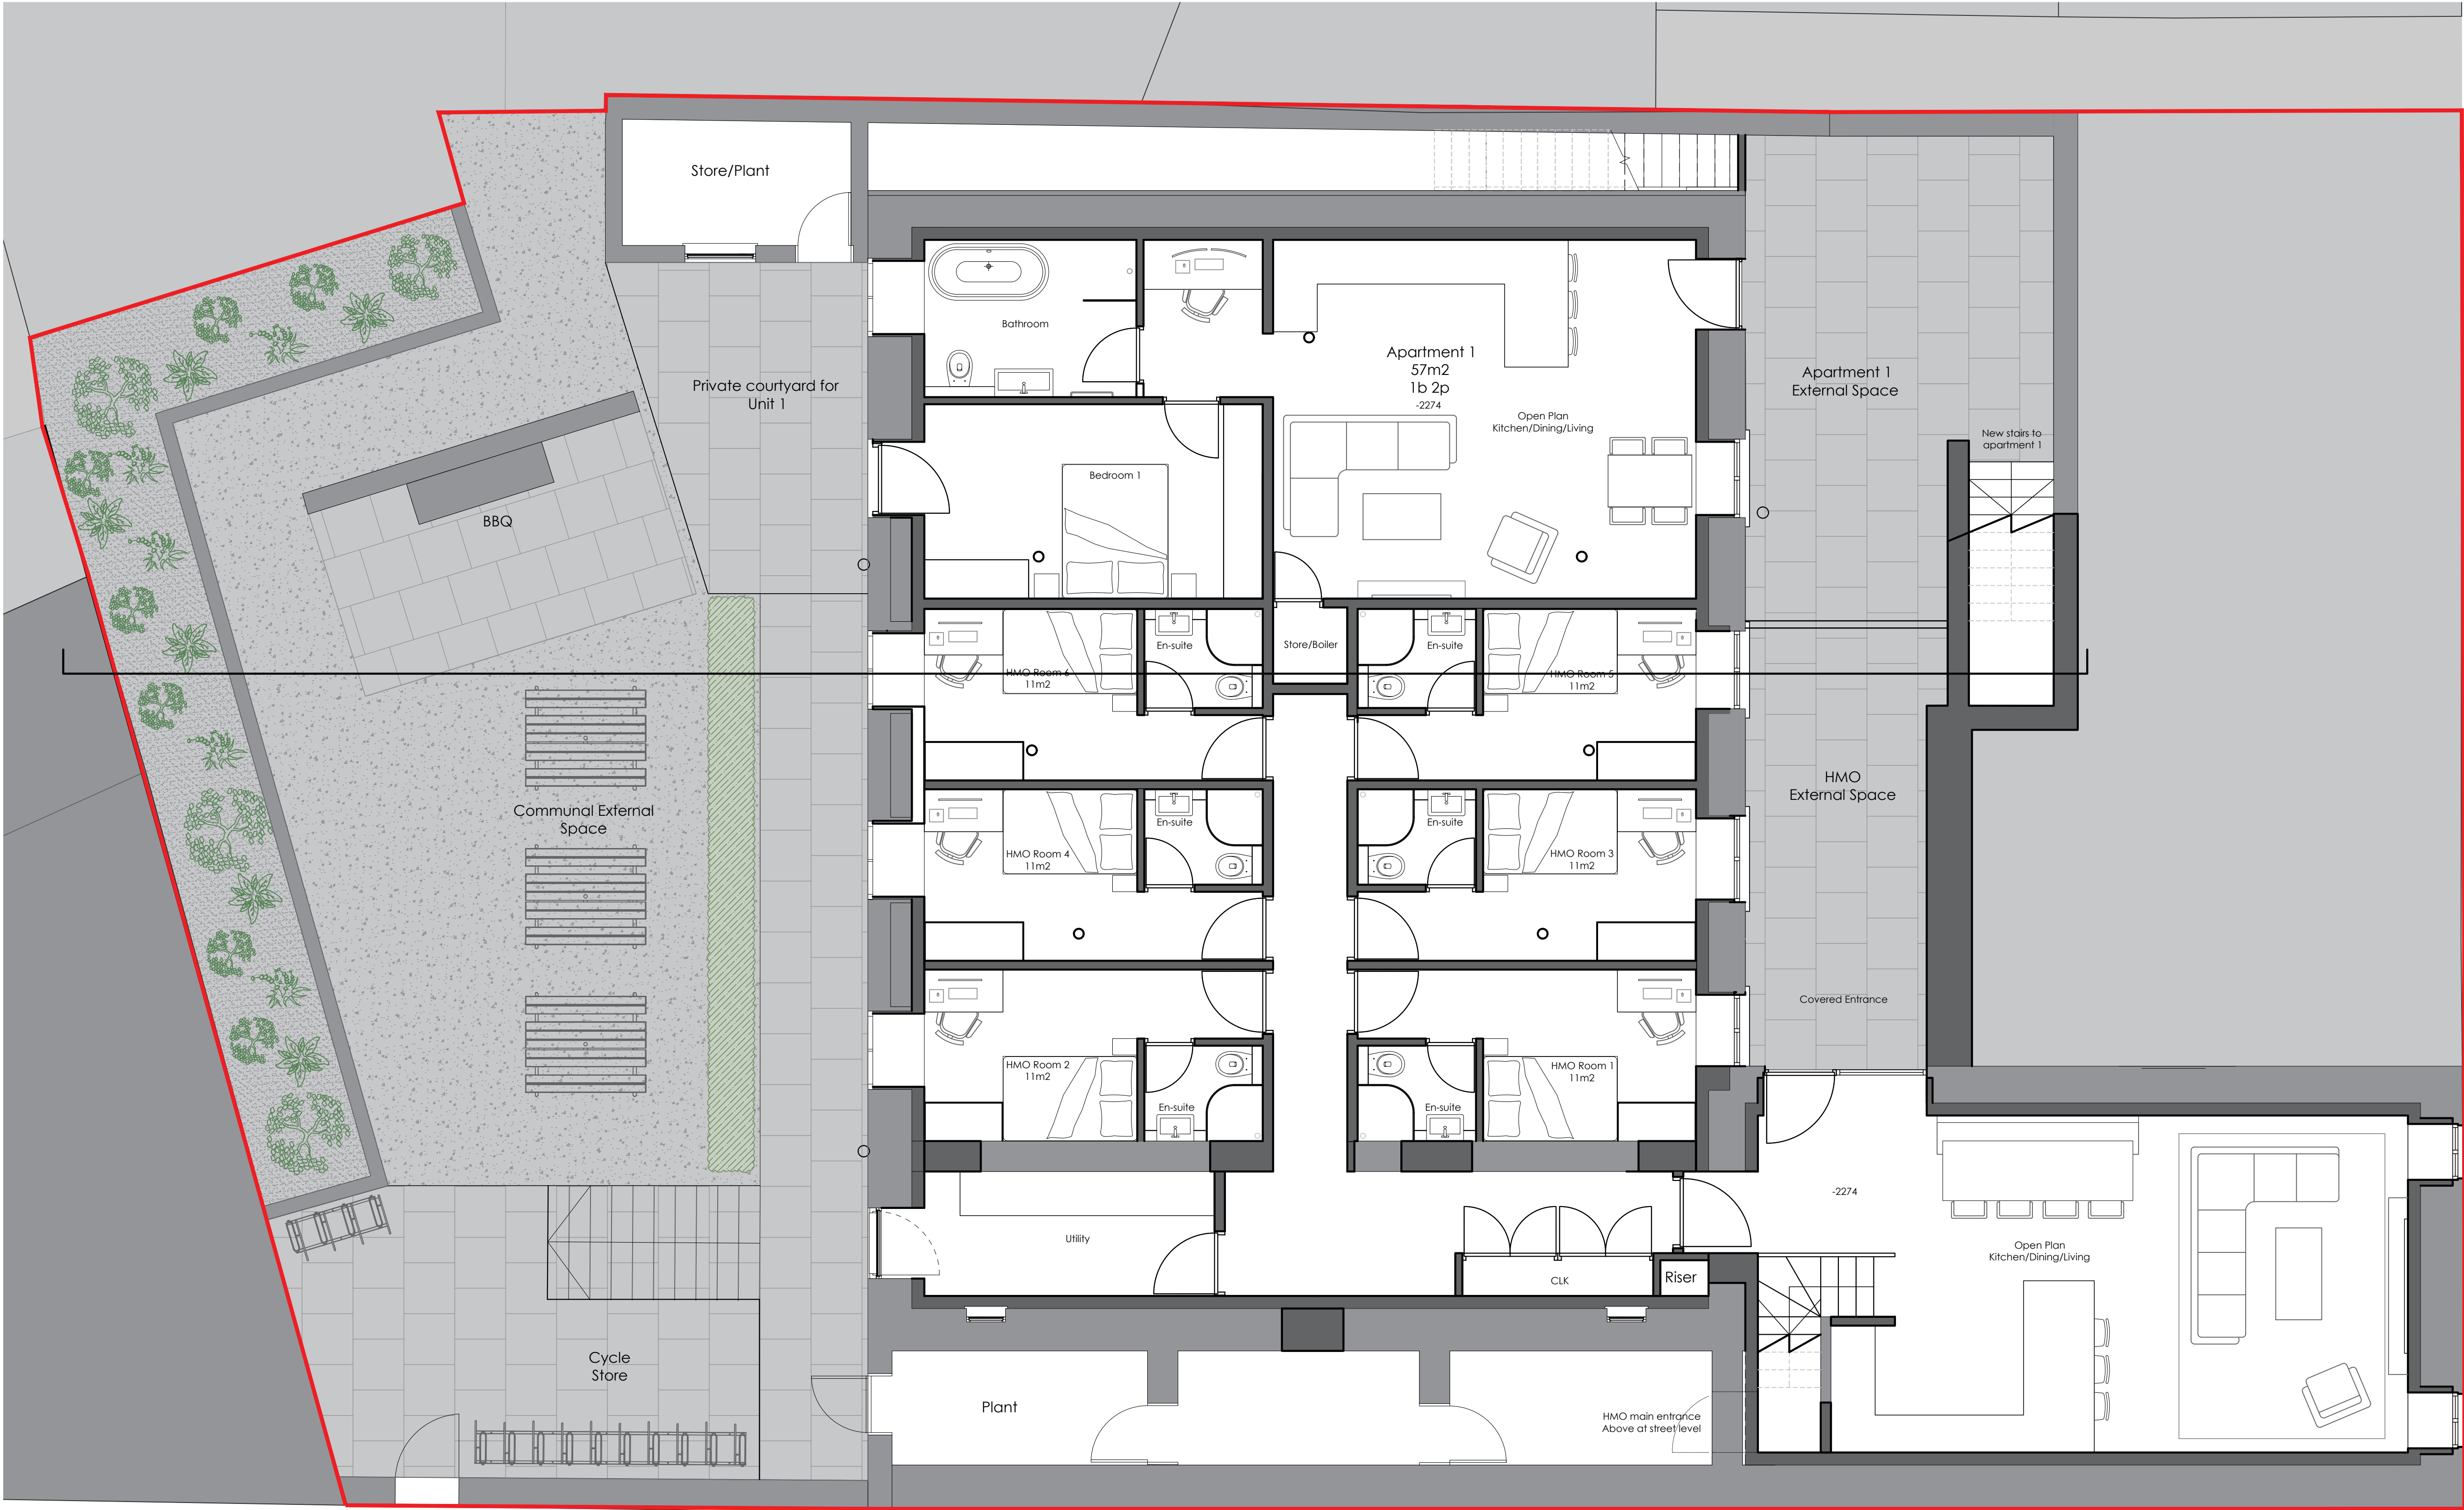 Store/Plant
Bathroom
Apartment 1
57m2
1b 2p
-2274
Open Plan
Kitchen/Dining/Living
Apartment 1
External Space
Private courtyard for
Unit 1
New stairs to
apartment 1
Bedroom 1
BBQ
En-suite
Store/Boiler
En-suite
HMO Room 6
11m2
HMO Room 5
11m2
Communal External
Space
HMO
External Space
En-suite
En-suite
HMO Room 4
11m2
HMO Room 3
11m2
Covered Entrance
HMO Room 2
11m2
HMO Room 1
11m2
En-suite
En-suite
-2274
Utility
Open Plan
Kitchen/Dining/Living
CLK
Riser
Cycle
Store
Plant
HMO main entrance
Above at street level